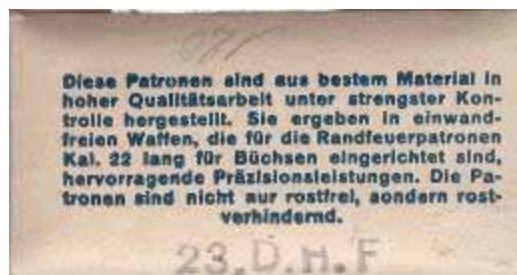 Diese Patronen sind aus bestem Material in
hoher Qualitätsarbeit unter strengster Kon-
trolle hergestellt. Sie ergeben in einwand-
freien Waffen, die für die Randfeuerpatronen
Kal. 22 lang für Büchsen eingerichtet sind,
hervorragende Präzisionsleistungen. Die Pa-
tronen sind nicht nur rostfrei, sondern rost-
verhindernd.
23.D.H.F